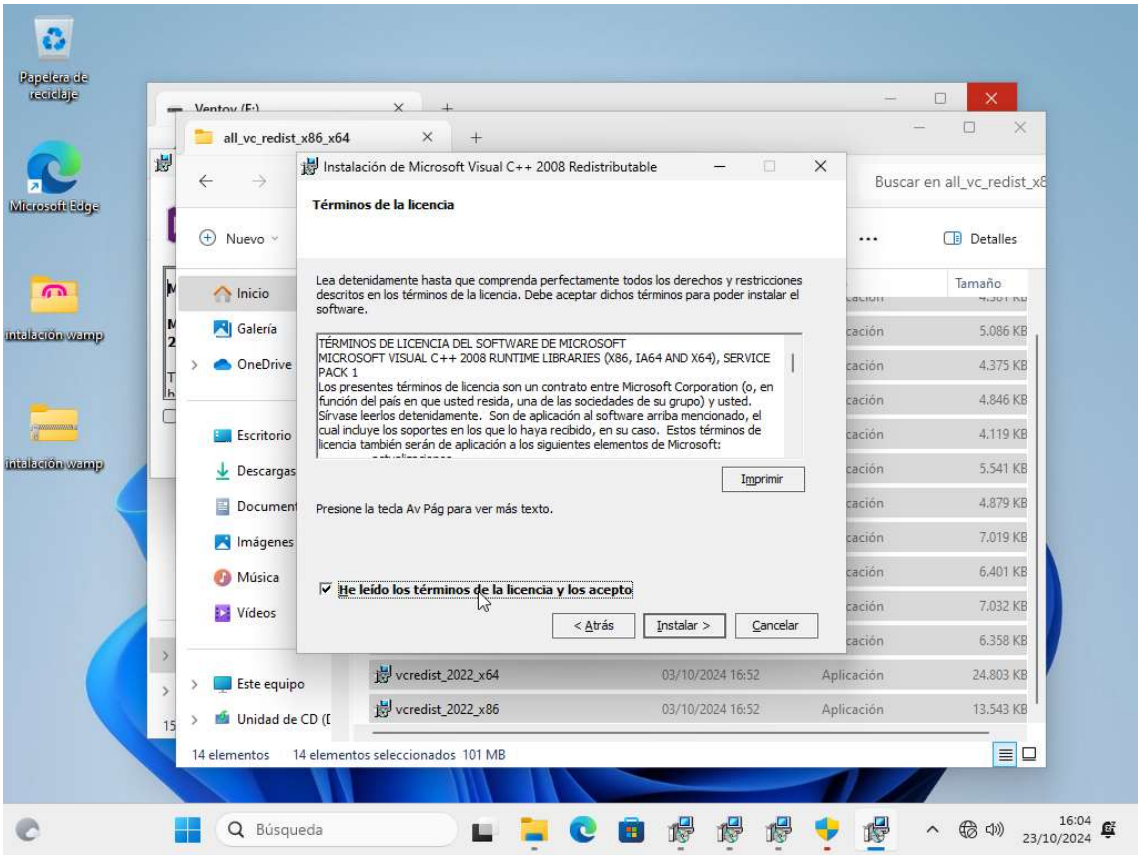 Papelera de
reciclaje
Microsoft Edge
intalación wamp
intalación wamp
Ventoy (E:)
all_vc_redist_x86_x64
Buscar en all_vc_redist_x8
Nuevo
Detalles
Inicio
Galería
OneDrive
Escritorio
Descargas
Document
Imágenes
Música
Vídeos
Este equipo
Unidad de CD (D
Tamaño
Instalación de Microsoft Visual C++ 2008 Redistributable
Términos de la licencia
Lea detenidamente hasta que comprenda perfectamente todos los derechos y restricciones
descritos en los términos de la licencia. Debe aceptar dichos términos para poder instalar el
software.
TÉRMINOS DE LICENCIA DEL SOFTWARE DE MICROSOFT
MICROSOFT VISUAL C++ 2008 RUNTIME LIBRARIES (X86, IA64 AND X64), SERVICE
PACK 1
Los presentes términos de licencia son un contrato entre Microsoft Corporation (o, en
función del país en que usted resida, una de las sociedades de su grupo) y usted.
Sírvase leerlos detenidamente. Son de aplicación al software arriba mencionado, el
cual incluye los soportes en los que lo haya recibido, en su caso. Estos términos de
licencia también serán de aplicación a los siguientes elementos de Microsoft:
Imprimir
Presione la tecla Av Pág para ver más texto.
He leído los términos de la licencia y los acepto
< Atrás
Instalar >
Cancelar
cación 5.086 KB
cación 4.375 KB
cación 4.846 KB
cación 4.119 KB
cación 5.541 KB
cación 4.879 KB
cación 7.019 KB
cación 6.401 KB
cación 7.032 KB
cación 6.358 KB
vcredist_2022_x64 03/10/2024 16:52 Aplicación 24.803 KB
vcredist_2022_x86 03/10/2024 16:52 Aplicación 13.543 KB
15
14 elementos 14 elementos seleccionados 101 MB
Búsqueda
16:04
23/10/2024